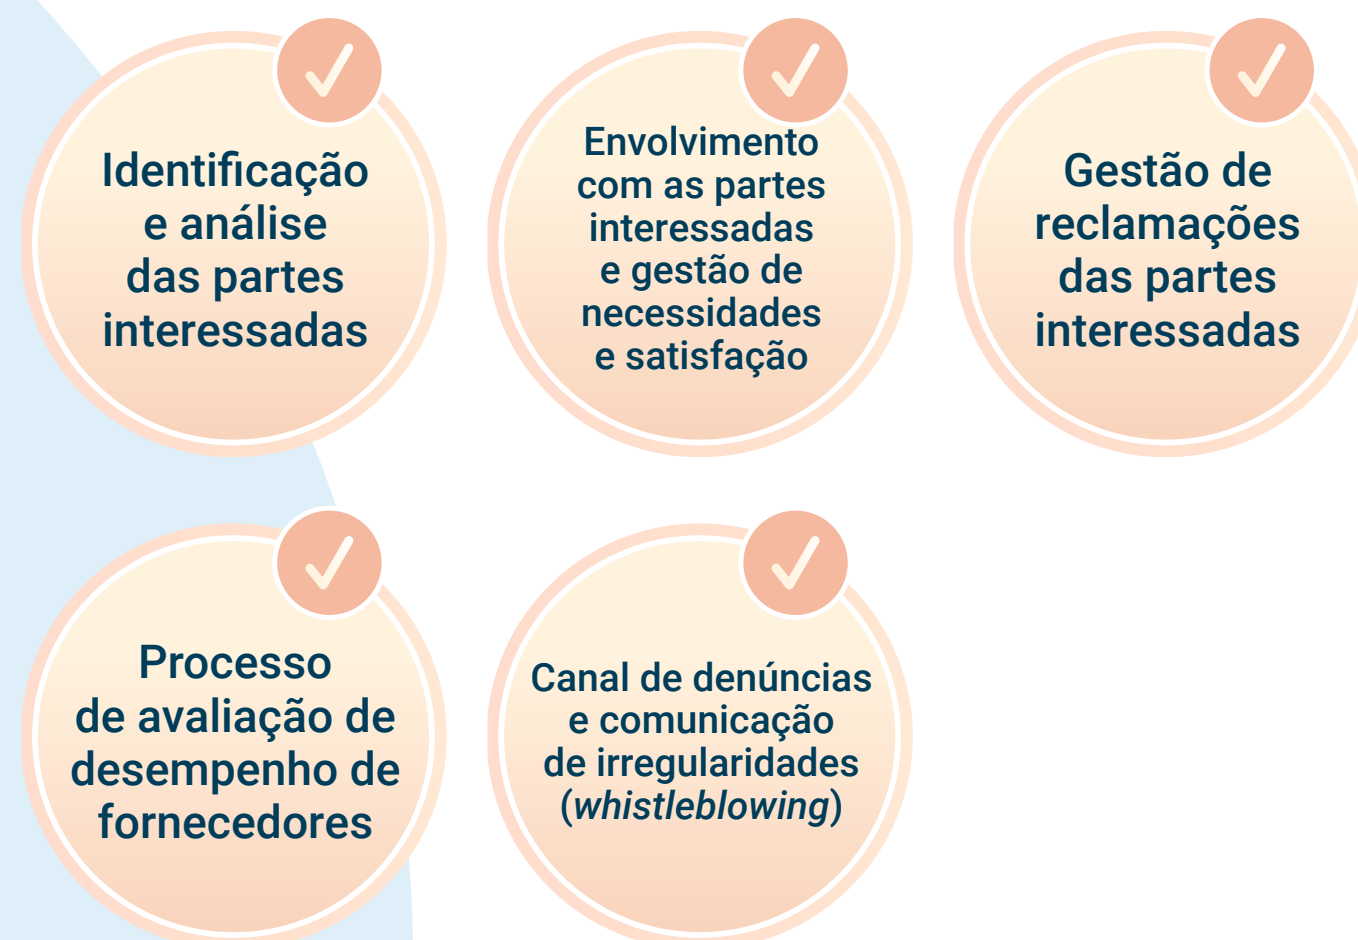 Identificação
e análise
das partes
interessadas
Envolvimento
com as partes
interessadas
e gestão de
necessidades
e satisfação
Gestão de
reclamações
das partes
interessadas
Processo
de avaliação de
desempenho de
fornecedores
Canal de denúncias
e comunicação
de irregularidades
(whistleblowing)